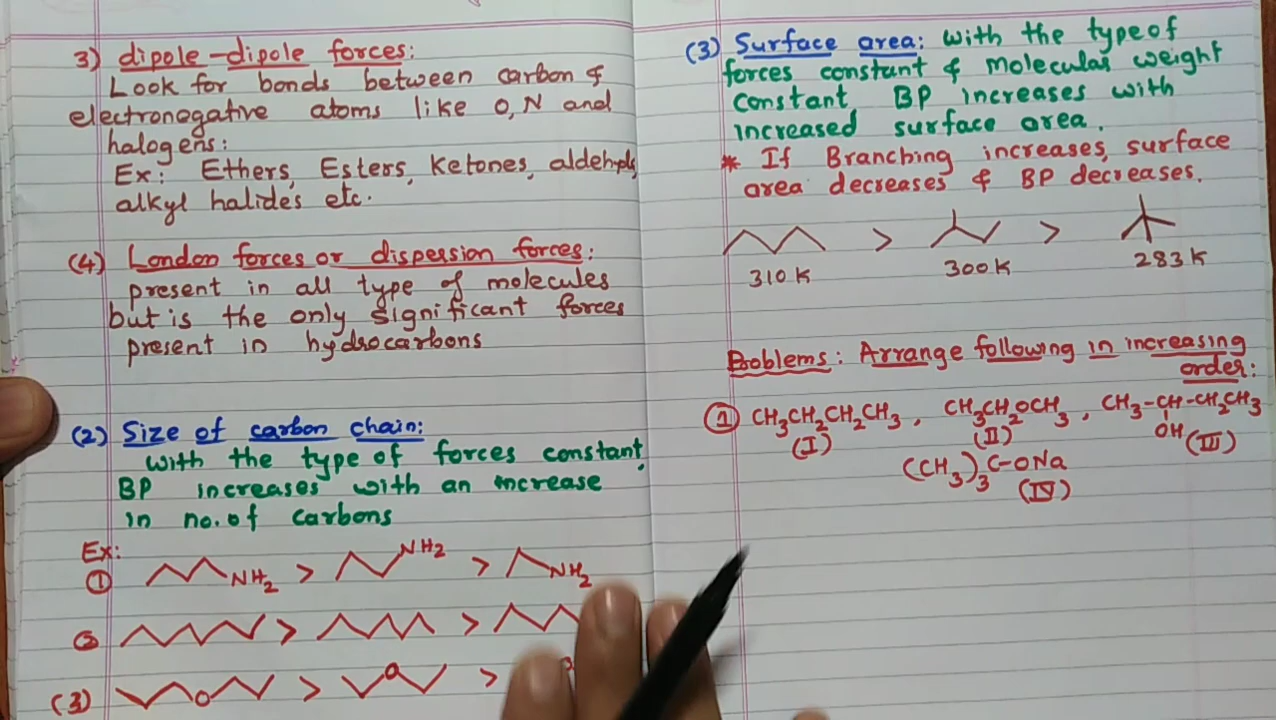 3) dipole-dipole forces:
Look for bonds between carbon &
electronegative atoms like O, N and
halogens:
Ex: Ethers, Esters, Ketones, aldehyds,
alkyl halides etc.
(4) London forces or dispersion forces:
present in all type of molecules
but is the only significant forces
present in hydrocarbons
(2) Size of carbon chain:
with the type of forces constant,
BP increases with an increase
in no. of carbons
Ex:
① NH2 > NH2 > NH2
② > >
(3) O > O >
(3) Surface area: with the type of
forces constant & molecular weight
constant, BP increases with
increased surface area.
* If Branching increases, surface
area decreases & BP decreases.
> >
310 K 300 K 283 K
Problems: Arrange following in increasing
order:
① CH3CH2CH2CH3, CH3CH2OCH3, CH3-CH-CH2CH3
(I) (II) OH (III)
(CH3)3C-ONa
(IV)